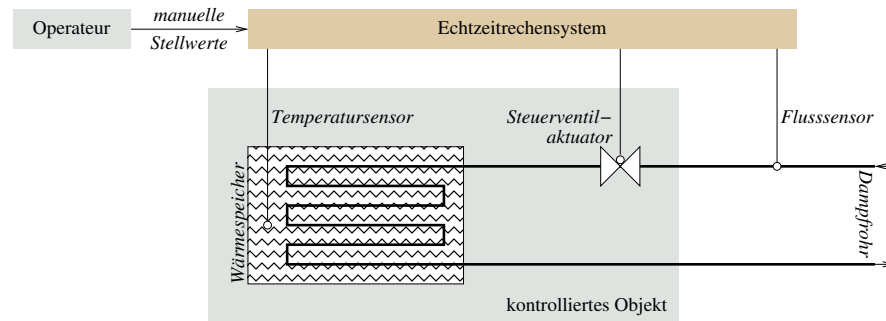 Operateur
manuelle
Stellwerte
Echtzeitrechensystem
Temperatursensor
Steuerventil−
aktuator
Flusssensor
Wärmespeicher
Dampfrohr
kontrolliertes Objekt